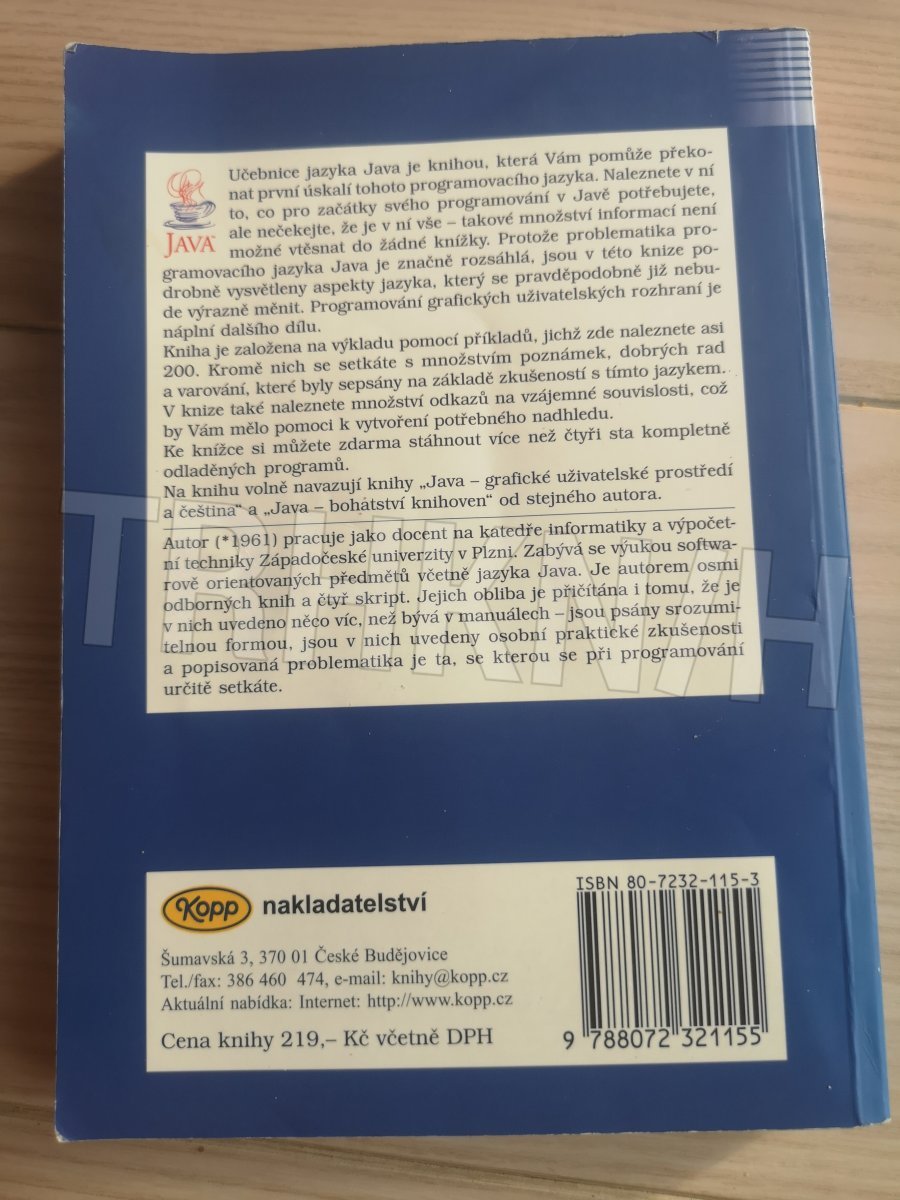 Učebnice jazyka Java je knihou, která Vám pomůže překo-
nat první úskalí tohoto programovacího jazyka. Naleznete v ní
to, co pro začátky svého programování v Javě potřebujete,
ale nečekejte, že je v ní vše – takové množství informací není
JAVA™ možné vtěsnat do žádné knížky. Protože problematika pro-
gramovacího jazyka Java je značně rozsáhlá, jsou v této knize po-
drobně vysvětleny aspekty jazyka, který se pravděpodobně již nebu-
de výrazně měnit. Programování grafických uživatelských rozhraní je
náplní dalšího dílu.
Kniha je založena na výkladu pomocí příkladů, jichž zde naleznete asi
200. Kromě nich se setkáte s množstvím poznámek, dobrých rad
a varování, které byly sepsány na základě zkušeností s tímto jazykem.
V knize také naleznete množství odkazů na vzájemné souvislosti, což
by Vám mělo pomoci k vytvoření potřebného nadhledu.
Ke knížce si můžete zdarma stáhnout více než čtyři sta kompletně
odladěných programů.
Na knihu volně navazují knihy „Java – grafické uživatelské prostředí
a čeština“ a „Java – bohatství knihoven“ od stejného autora.
Autor (*1961) pracuje jako docent na katedře informatiky a výpočet-
ní techniky Západočeské univerzity v Plzni. Zabývá se výukou softwa-
rově orientovaných předmětů včetně jazyka Java. Je autorem osmi
odborných knih a čtyř skript. Jejich obliba je přičítána i tomu, že je
v nich uvedeno něco víc, než bývá v manuálech – jsou psány srozumi-
telnou formou, jsou v nich uvedeny osobní praktické zkušenosti
a popisovaná problematika je ta, se kterou se při programování
určitě setkáte.
TRHKNIH
Kopp nakladatelství
Šumavská 3, 370 01 České Budějovice
Tel./fax: 386 460 474, e-mail: knihy@kopp.cz
Aktuální nabídka: Internet: http://www.kopp.cz
Cena knihy 219,– Kč včetně DPH
ISBN 80-7232-115-3
9 788072 321155